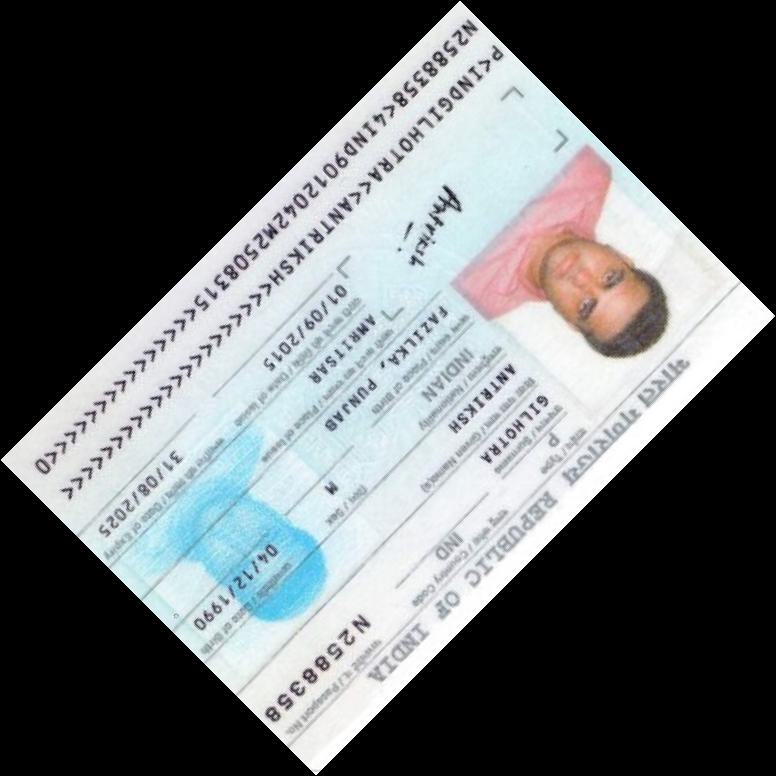 भारत गणराज्य REPUBLIC OF INDIA
टाइप / Type
P
राष्ट्र कोड / Country Code
IND
पासपोर्ट न. / Passport No.
N2588358
उपनाम / Surname
GILHOTRA
दिया गया नाम / Given Name(s)
ANTRIKSH
राष्ट्रीयता / Nationality
INDIAN
लिंग / Sex
M
जन्मतिथि / Date of Birth
04/12/1990
जन्म स्थान / Place of Birth
FAZILKA, PUNJAB
जारी करने का स्थान / Place of Issue
AMRITSAR
जारी करने की तिथि / Date of Issue
01/09/2015
समाप्ति की तिथि / Date of Expiry
31/08/2025
Antriksh
P<INDGILHOTRA<<ANTRIKSH<<<<<<<<<<<<<<<<<<<<<
N2588358<4IND9012042M2508315<<<<<<<<<<<<<<<0